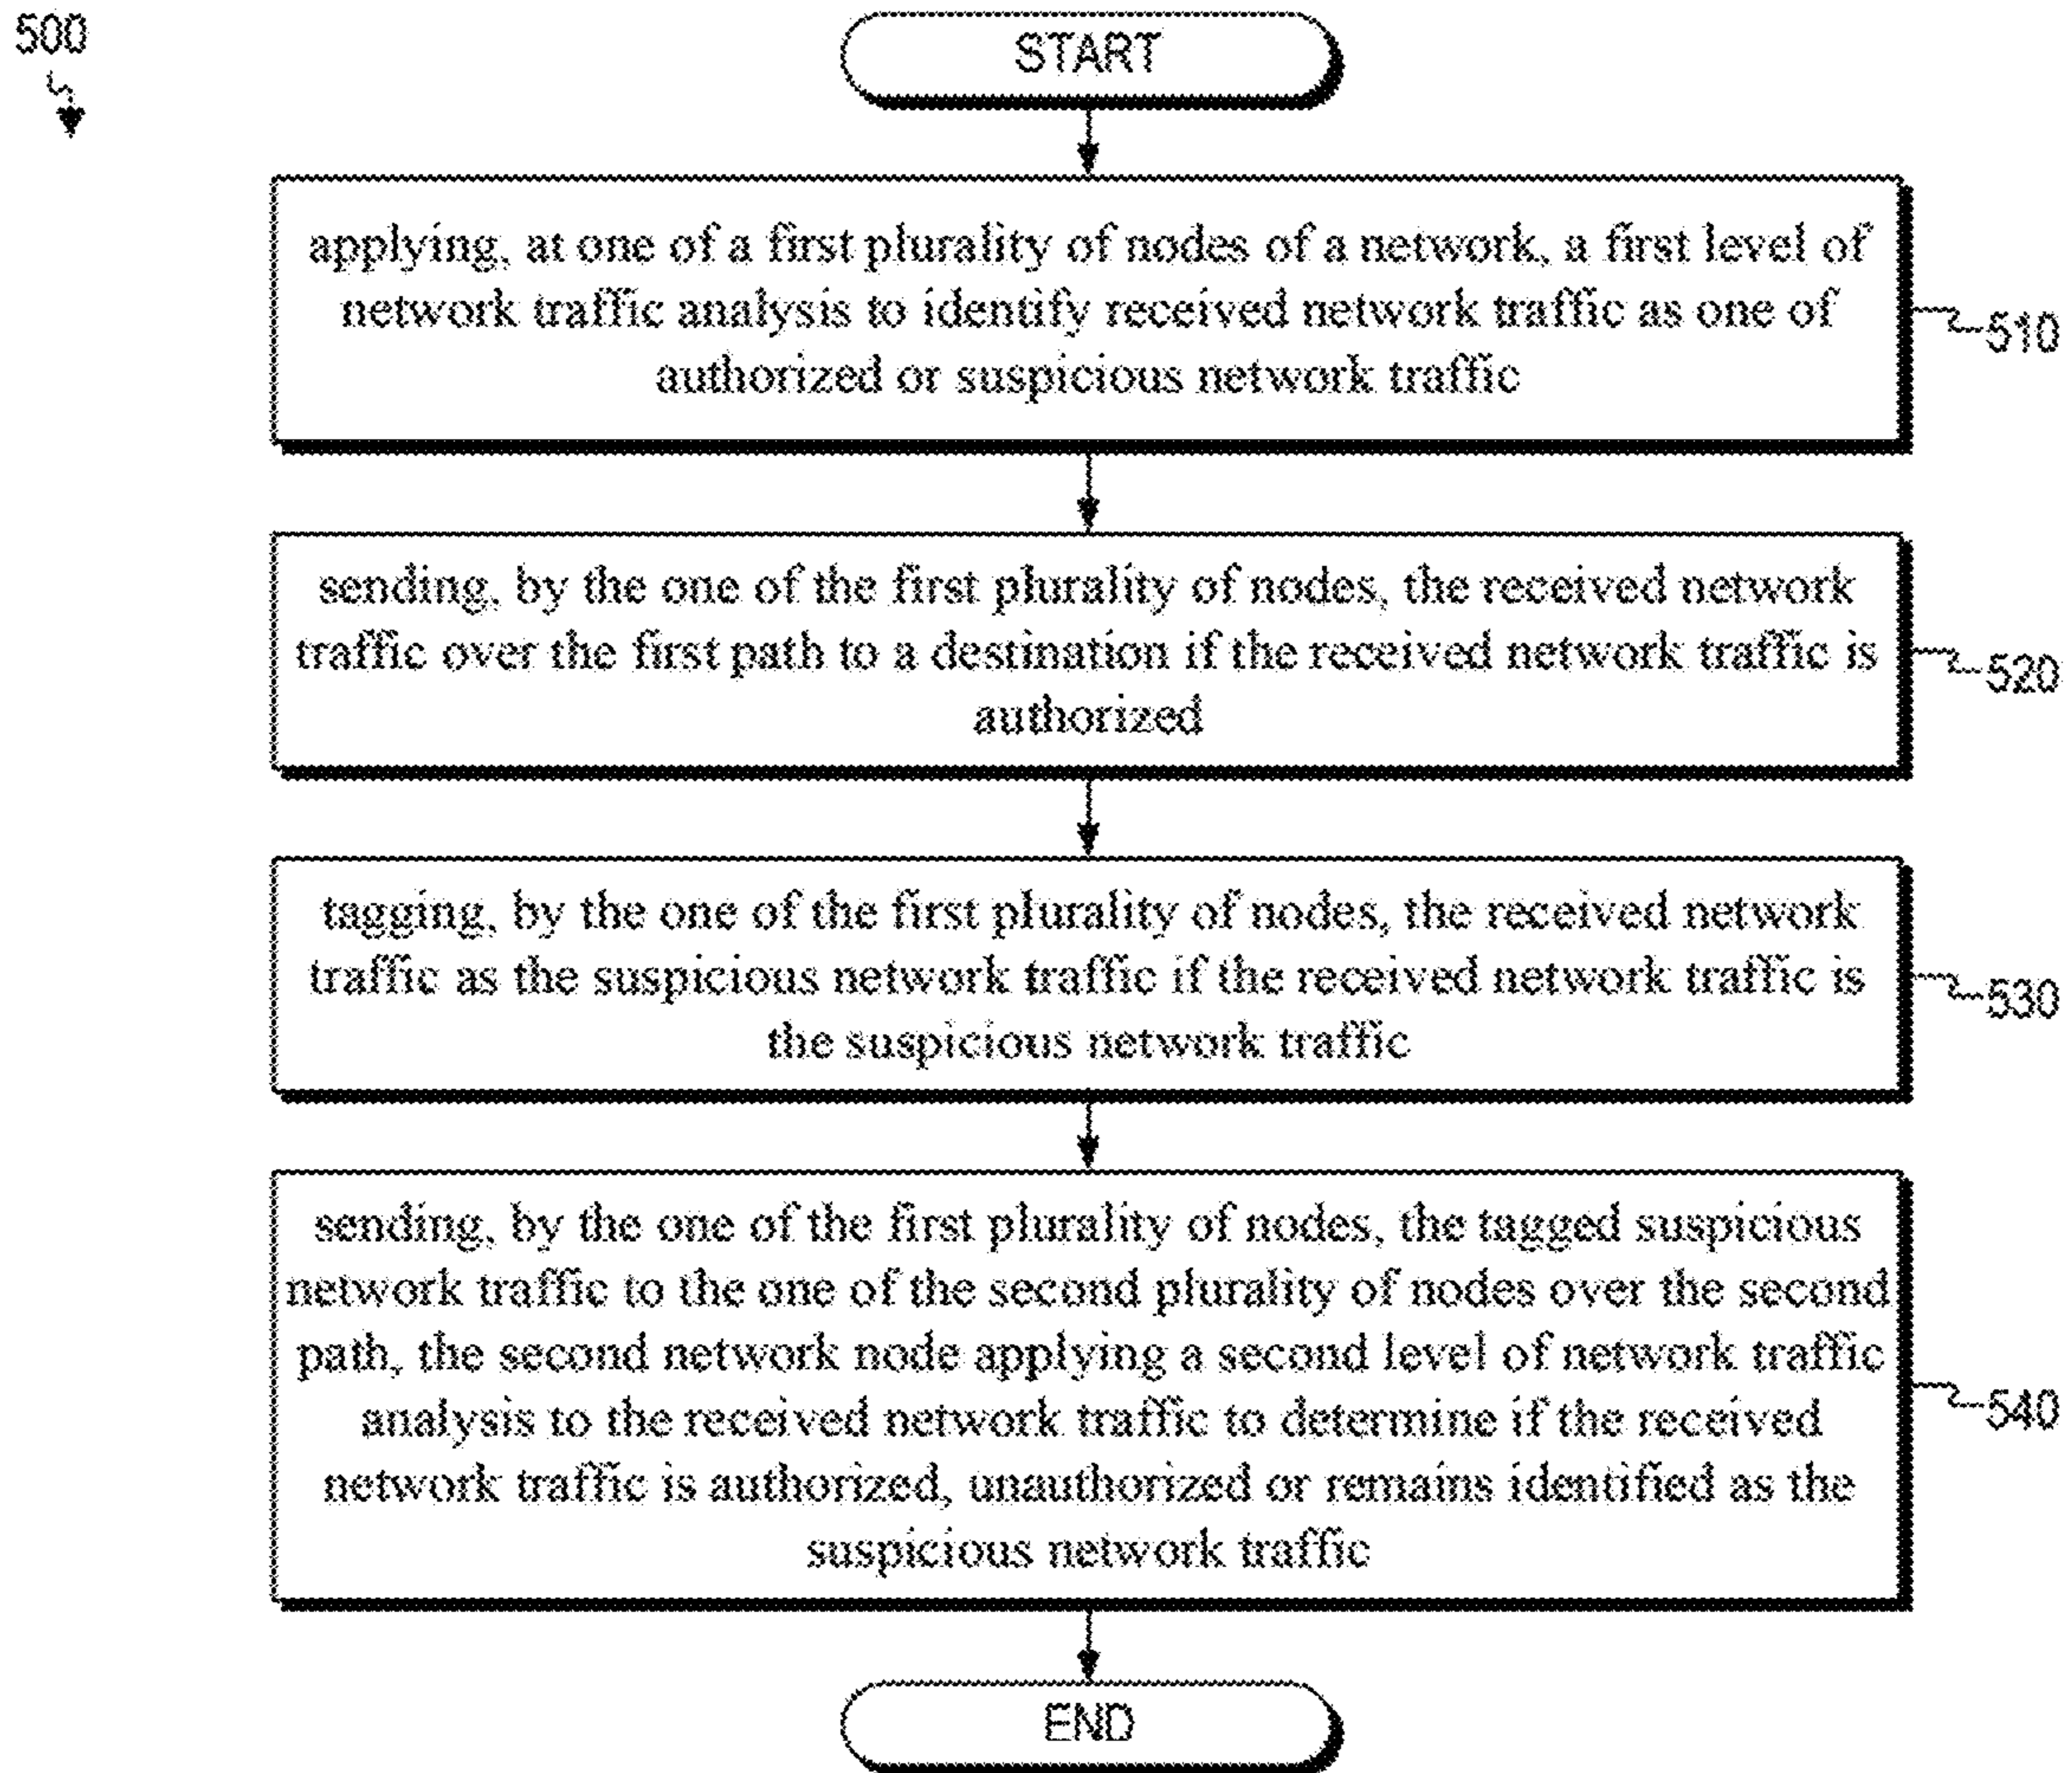 500
START
applying, at one of a first plurality of nodes of a network, a first level of
network traffic analysis to identify received network traffic as one of
authorized or suspicious network traffic
510
sending, by the one of the first plurality of nodes, the received network
traffic over the first path to a destination if the received network traffic is
authorized
520
tagging, by the one of the first plurality of nodes, the received network
traffic as the suspicious network traffic if the received network traffic is
the suspicious network traffic
530
sending, by the one of the first plurality of nodes, the tagged suspicious
network traffic to the one of the second plurality of nodes over the second
path, the second network node applying a second level of network traffic
analysis to the received network traffic to determine if the received
network traffic is authorized, unauthorized or remains identified as the
suspicious network traffic
540
END